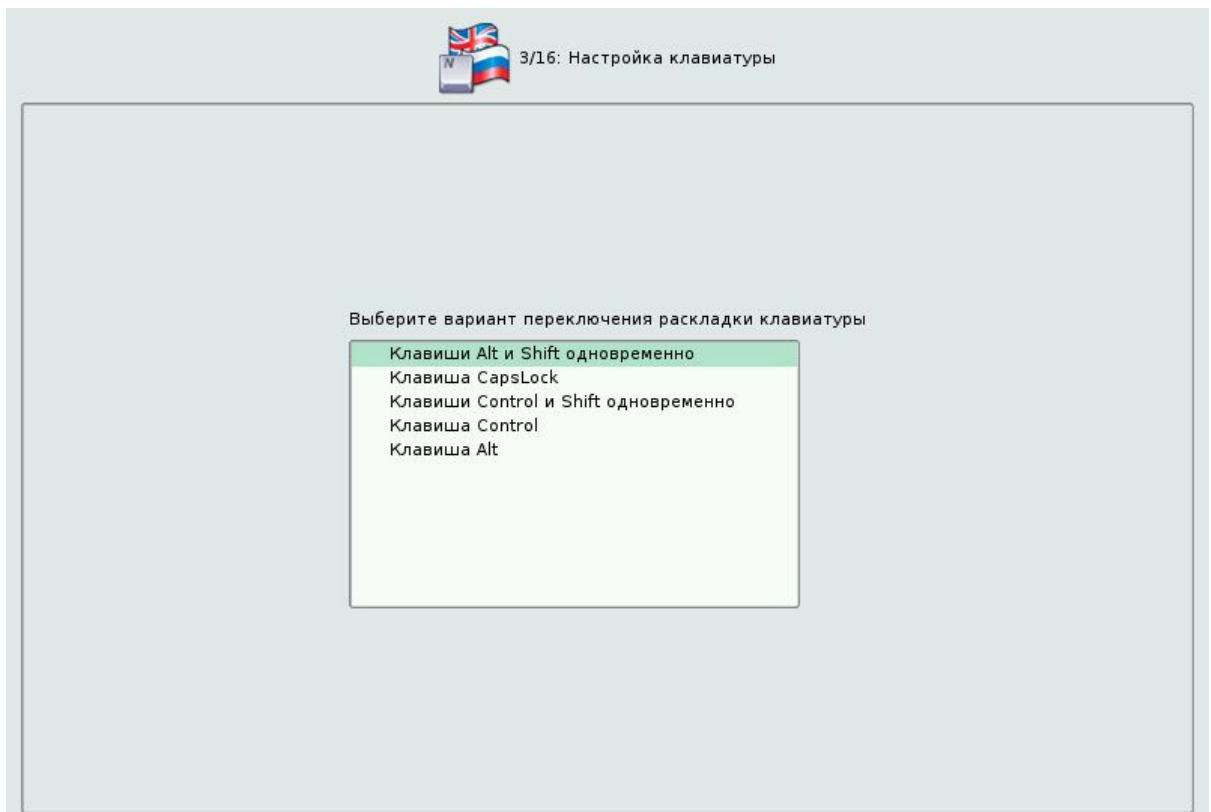 N
3/16: Настройка клавиатуры
Выберите вариант переключения раскладки клавиатуры
Клавиши Alt и Shift одновременно
Клавиша CapsLock
Клавиши Control и Shift одновременно
Клавиша Control
Клавиша Alt